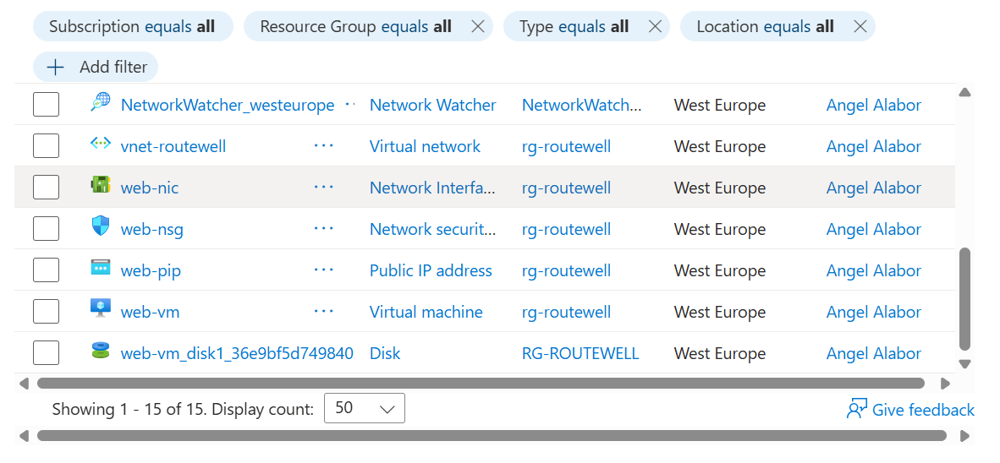 Subscription equals all Resource Group equals all Type equals all Location equals all
Add filter
NetworkWatcher_westeurope ·· Network Watcher NetworkWatch... West Europe Angel Alabor
vnet-routewell ··· Virtual network rg-routewell West Europe Angel Alabor
web-nic ··· Network Interfa... rg-routewell West Europe Angel Alabor
web-nsg ··· Network securit... rg-routewell West Europe Angel Alabor
web-pip ··· Public IP address rg-routewell West Europe Angel Alabor
web-vm ··· Virtual machine rg-routewell West Europe Angel Alabor
web-vm_disk1_36e9bf5d749840 Disk RG-ROUTEWELL West Europe Angel Alabor
Showing 1 - 15 of 15. Display count: 50 Give feedback